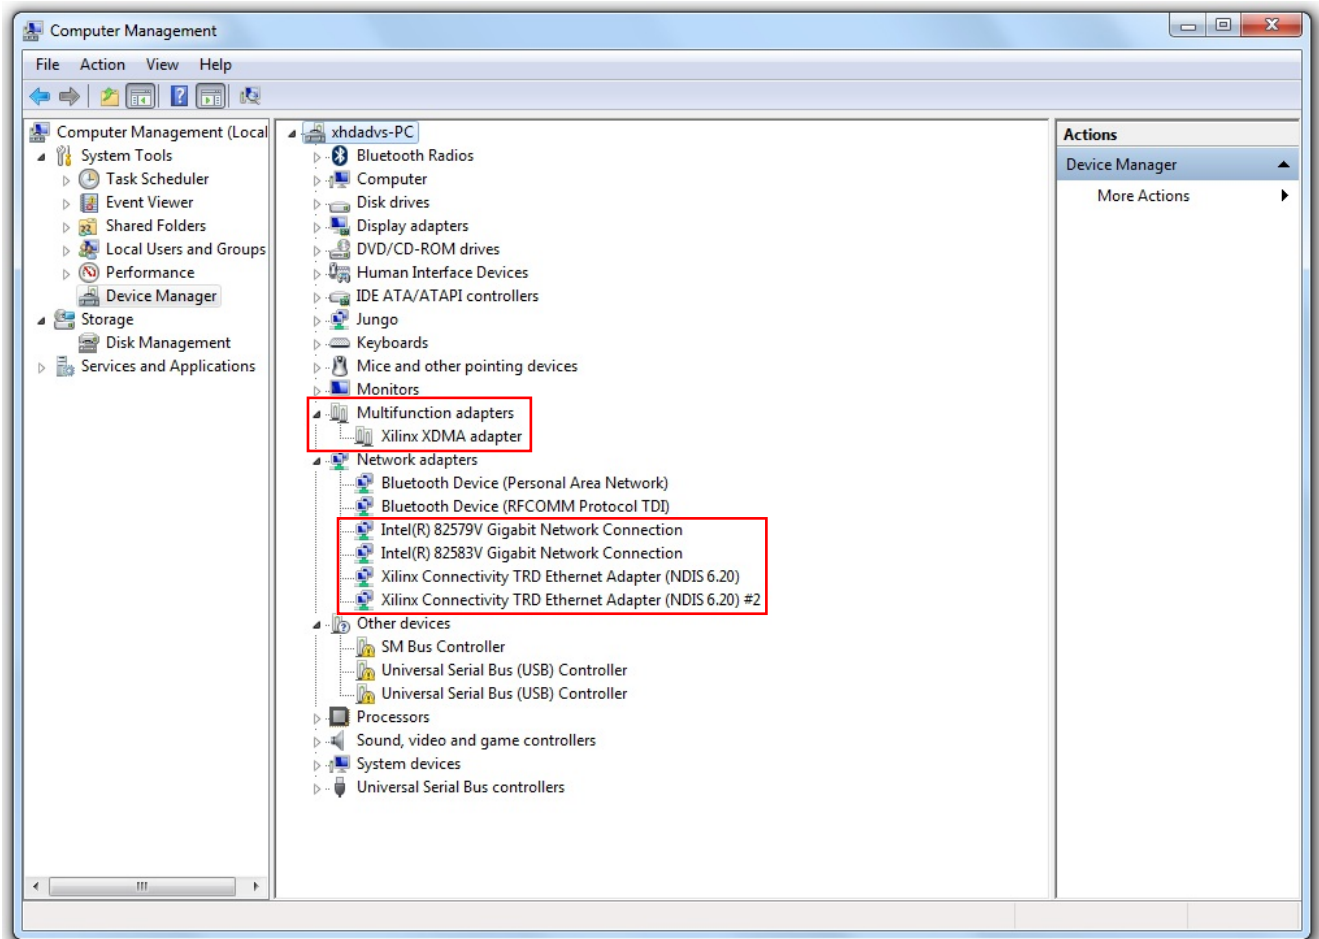 Computer Management
File Action View Help
Computer Management (Local
System Tools
Task Scheduler
Event Viewer
Shared Folders
Local Users and Groups
Performance
Device Manager
Storage
Disk Management
Services and Applications
xhdadvs-PC
Bluetooth Radios
Computer
Disk drives
Display adapters
DVD/CD-ROM drives
Human Interface Devices
IDE ATA/ATAPI controllers
Jungo
Keyboards
Mice and other pointing devices
Monitors
Multifunction adapters
Xilinx XDMA adapter
Network adapters
Bluetooth Device (Personal Area Network)
Bluetooth Device (RFCOMM Protocol TDI)
Intel(R) 82579V Gigabit Network Connection
Intel(R) 82583V Gigabit Network Connection
Xilinx Connectivity TRD Ethernet Adapter (NDIS 6.20)
Xilinx Connectivity TRD Ethernet Adapter (NDIS 6.20) #2
Other devices
SM Bus Controller
Universal Serial Bus (USB) Controller
Universal Serial Bus (USB) Controller
Processors
Sound, video and game controllers
System devices
Universal Serial Bus controllers
Actions
Device Manager
More Actions